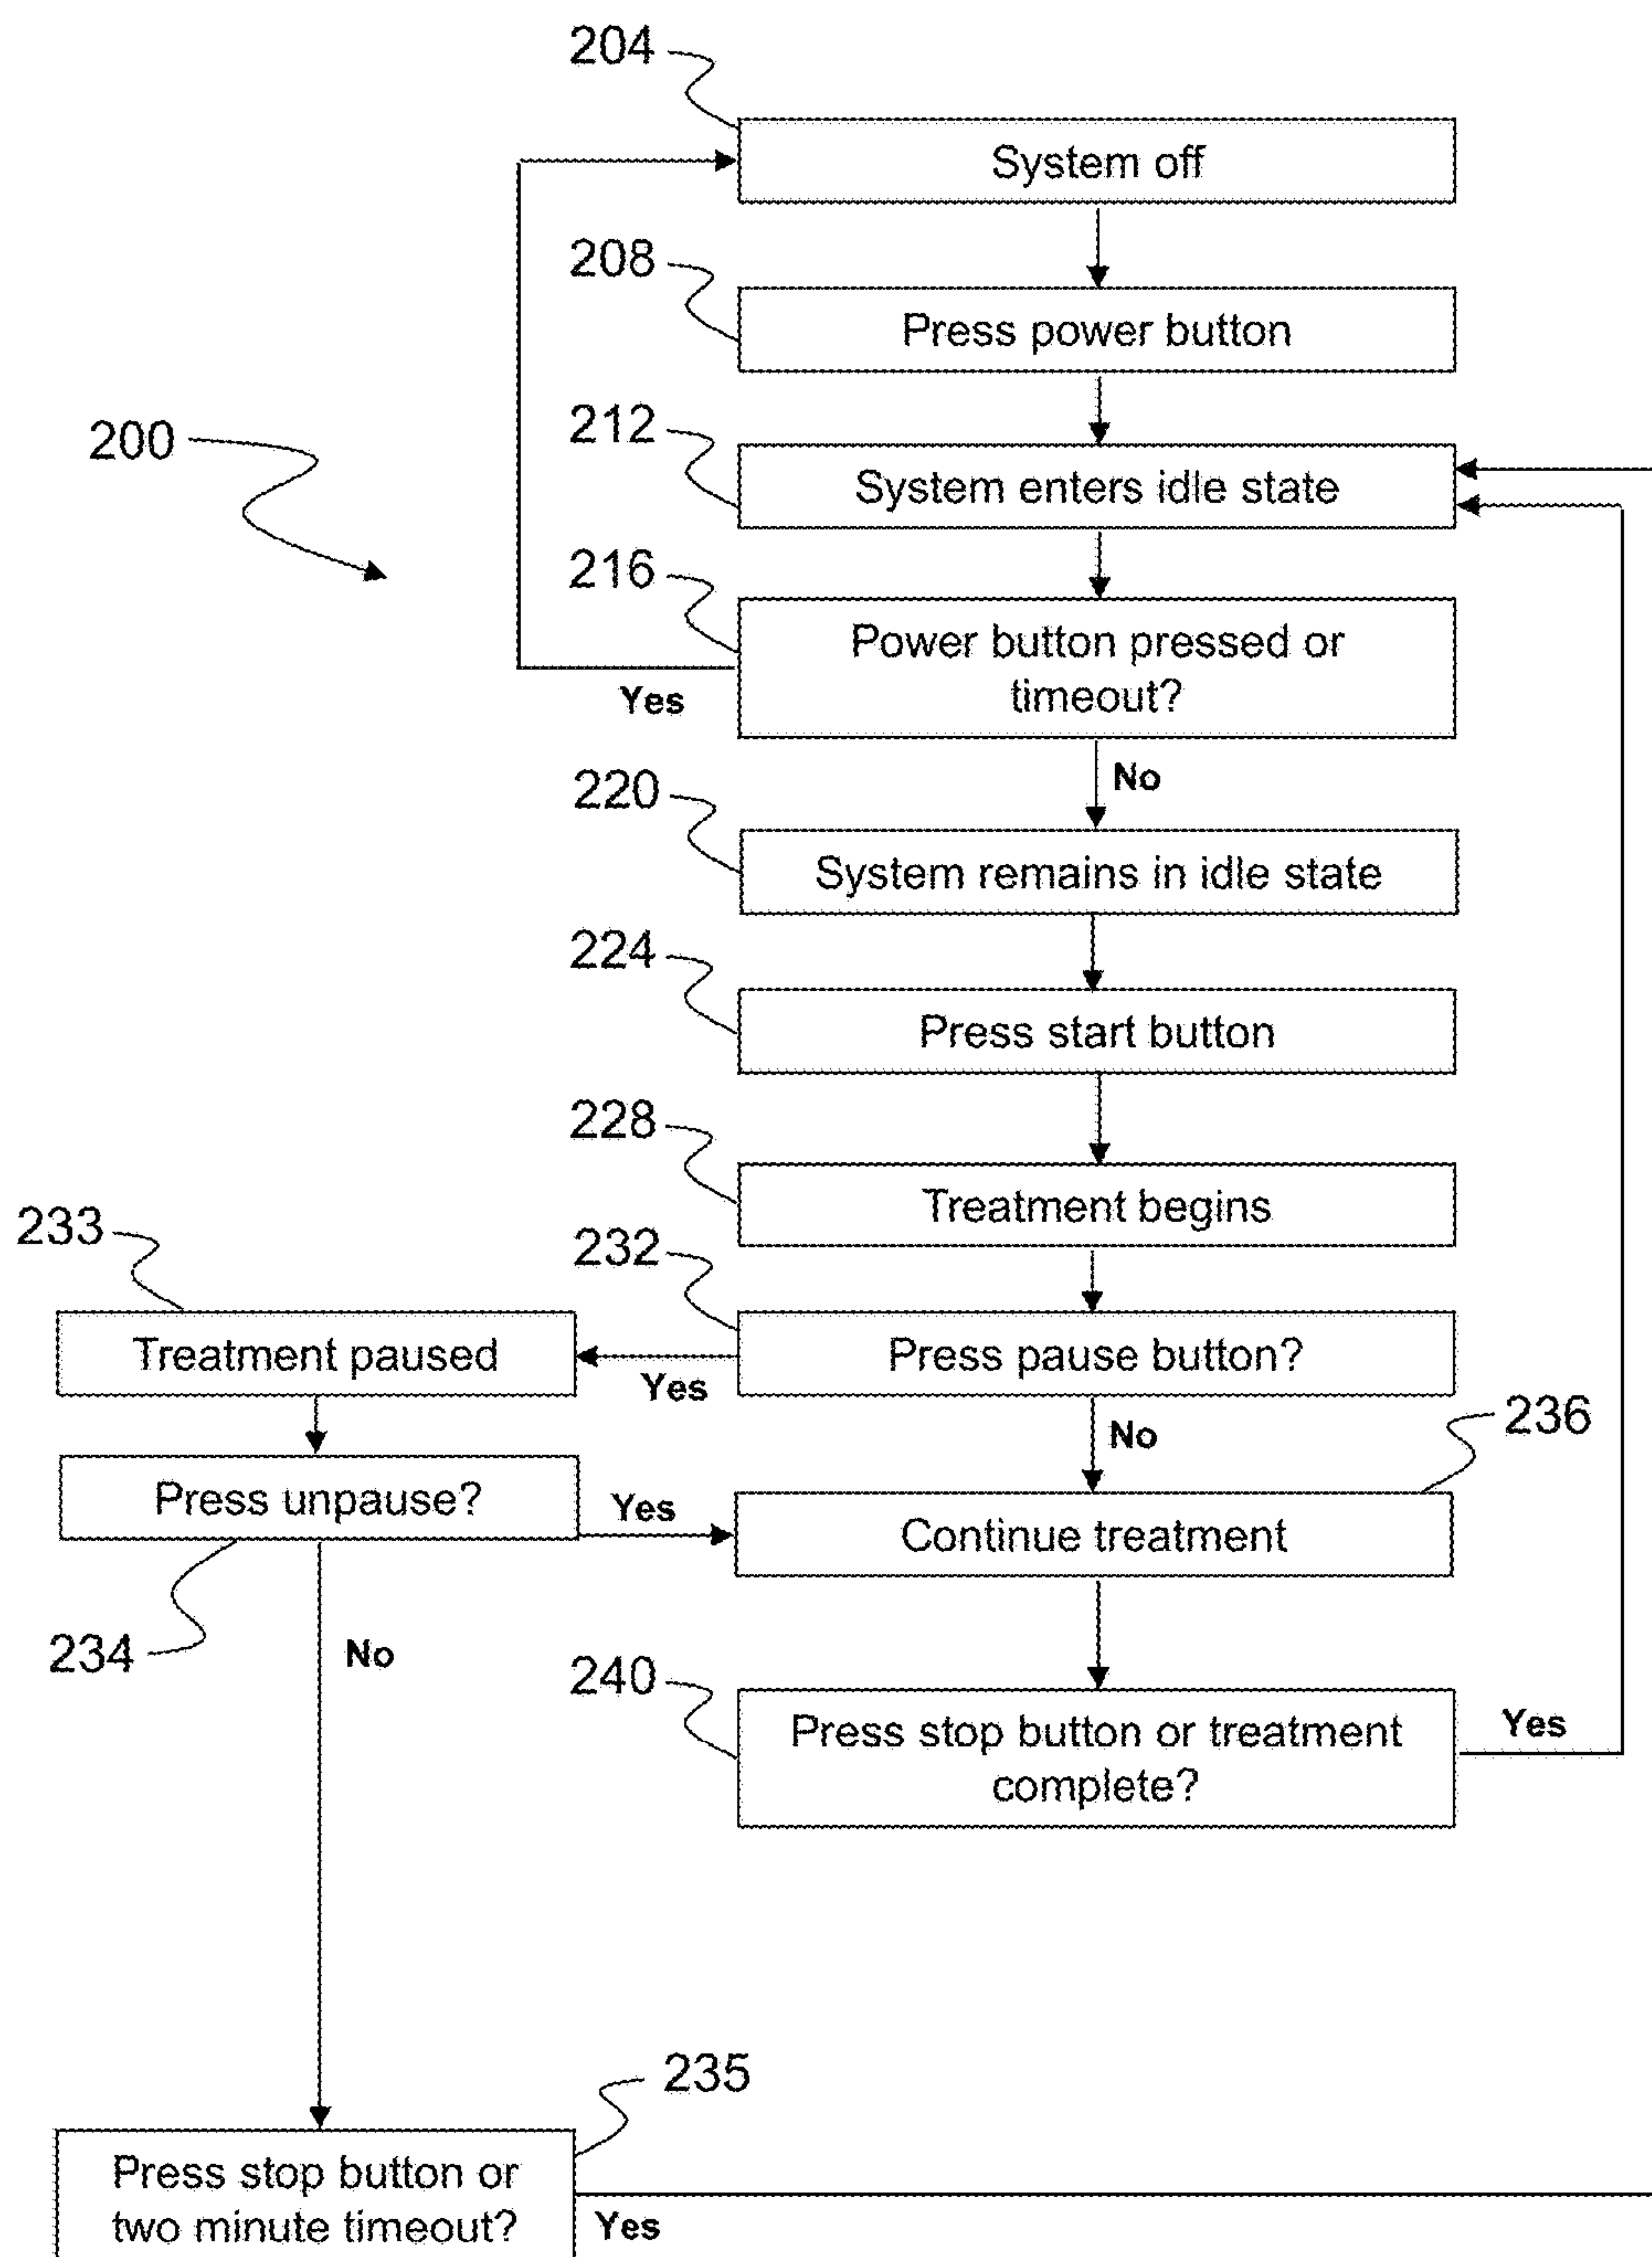 204
System off
208
Press power button
200
212
System enters idle state
216
Power button pressed or
timeout?
Yes
No
220
System remains in idle state
224
Press start button
228
Treatment begins
233
232
Treatment paused
Yes
Press pause button?
No
236
Press unpause?
Yes
Continue treatment
234
No
240
Press stop button or treatment
complete?
Yes
235
Press stop button or
two minute timeout?
Yes